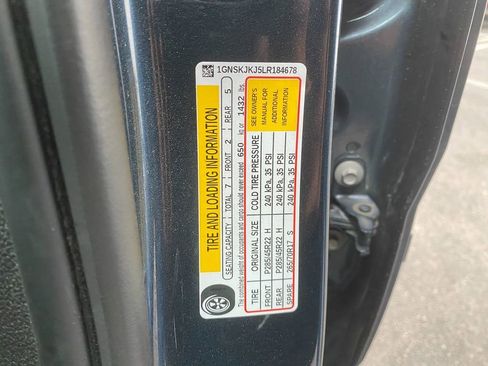 1GNSKJKJ5LR184678
TIRE AND LOADING INFORMATION
SEATING CAPACITY TOTAL 7 FRONT 2 REAR 5
The combined weight of occupants and cargo should never exceed 650 kg or 1432 lbs.
TIRE ORIGINAL SIZE COLD TIRE PRESSURE
FRONT P285/45R22 H 240 kPa, 35 PSI
REAR P285/45R22 H 240 kPa, 35 PSI
SPARE 265/70R17 S 240 kPa, 35 PSI
SEE OWNER'S
MANUAL FOR
ADDITIONAL
INFORMATION